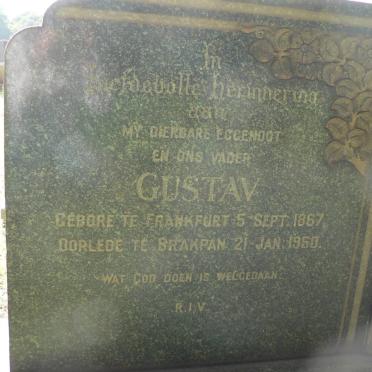 In
Liefdevolle Herinnering
aan
MY DIERBARE EGGENOOT
EN ONS VADER
GUSTAV
GEBORE TE FRANKFURT 5 SEPT. 1867.
OORLEDE TE BRAKPAN 21 JAN. 1950.
WAT GOD DOEN IS WELGEDAAN.
R.I.V.